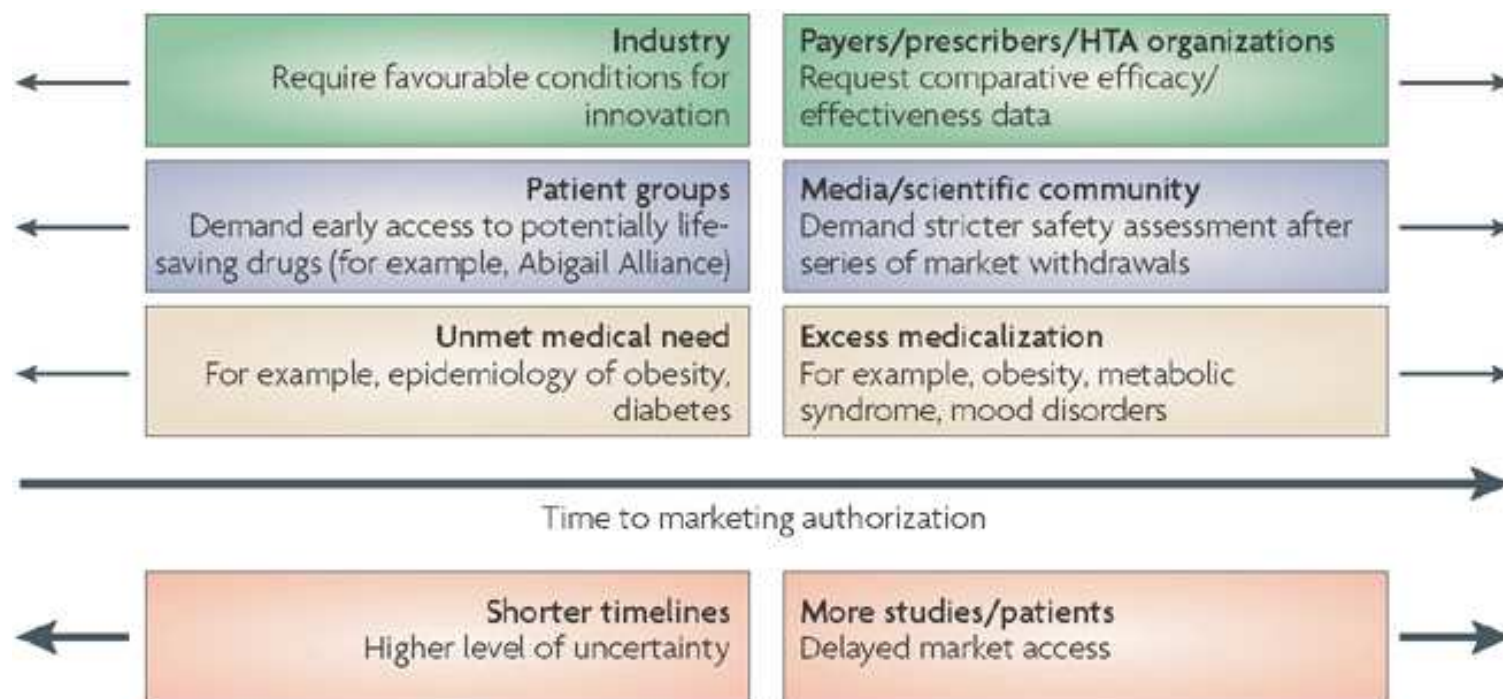 Industry
Require favourable conditions for
innovation
Payers/prescribers/HTA organizations
Request comparative efficacy/
effectiveness data
Patient groups
Demand early access to potentially life-
saving drugs (for example, Abigail Alliance)
Media/scientific community
Demand stricter safety assessment after
series of market withdrawals
Unmet medical need
For example, epidemiology of obesity,
diabetes
Excess medicalization
For example, obesity, metabolic
syndrome, mood disorders
Time to marketing authorization
Shorter timelines
Higher level of uncertainty
More studies/patients
Delayed market access